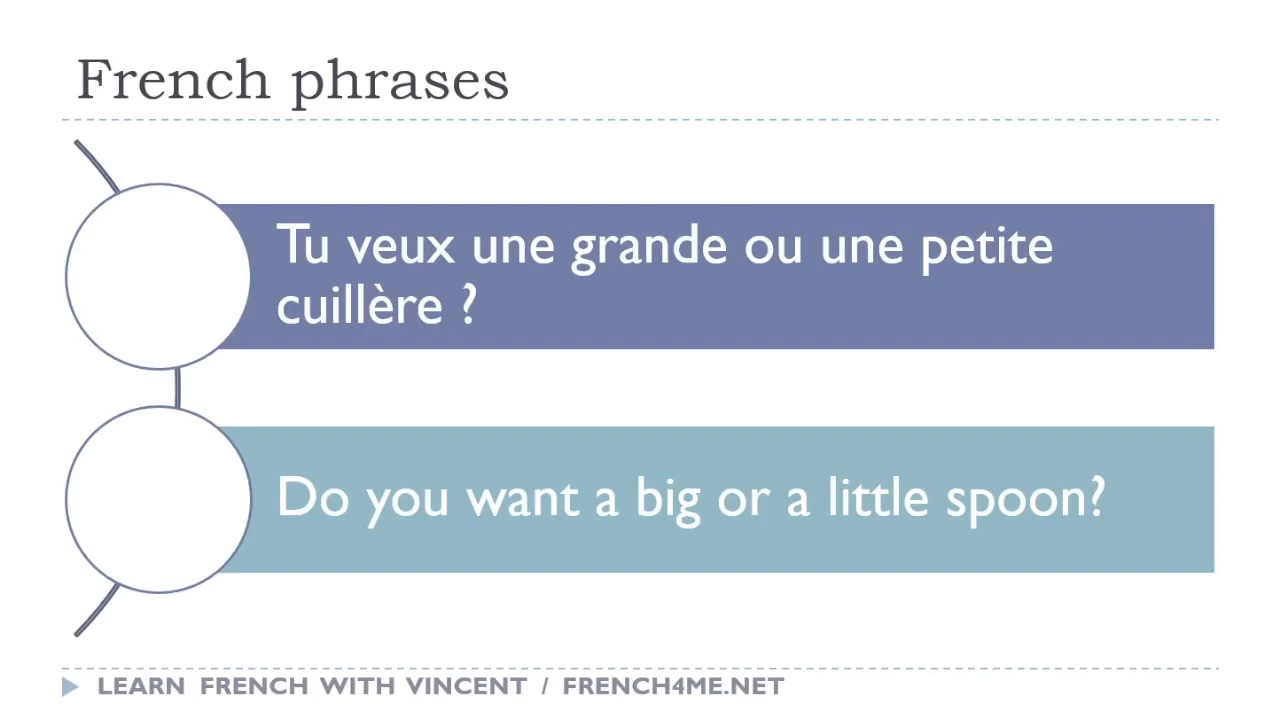 French phrases
Tu veux une grande ou une petite
cuillère ?
Do you want a big or a little spoon?
LEARN FRENCH WITH VINCENT / FRENCH4ME.NET